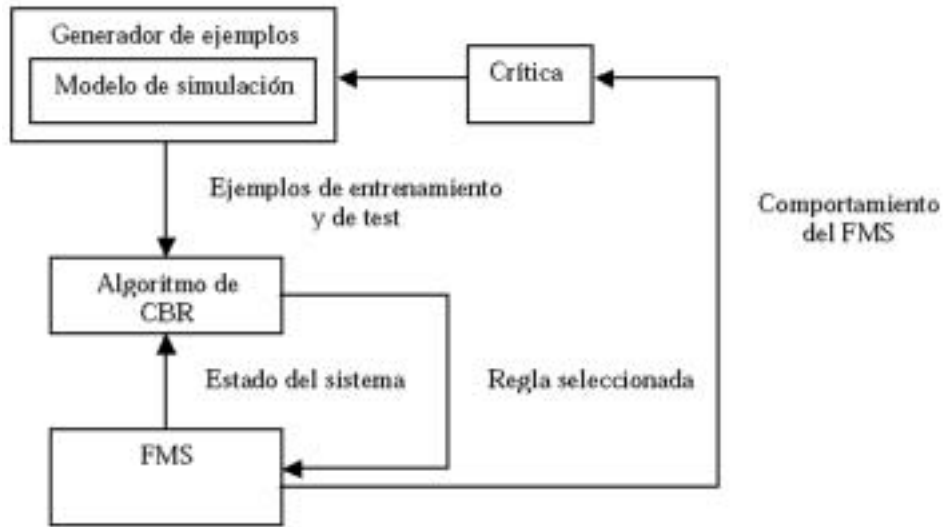 Generador de ejemplos
Modelo de simulación
Crítica
Ejemplos de entrenamiento
y de test
Comportamiento
del FMS
Algoritmo de
CBR
Estado del sistema
Regla seleccionada
FMS